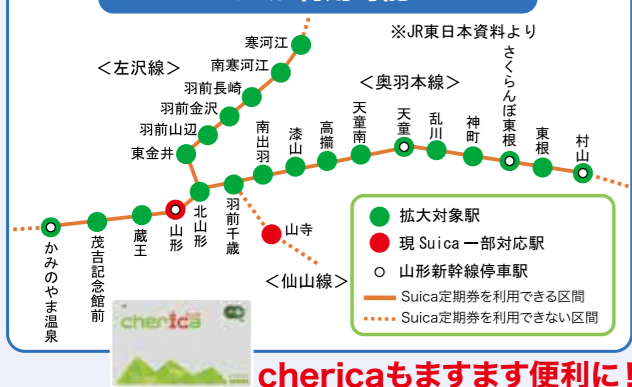 ※JR東日本資料より
＜左沢線＞
＜奥羽本線＞
寒河江
南寒河江
羽前長崎
羽前金沢
羽前山辺
東金井
南出羽
漆山
高擶
天童南
天童
乱川
神町
さくらんぼ東根
東根
村山
かみのやま温泉
茂吉記念館前
蔵王
山形
北山形
羽前千歳
山寺
＜仙山線＞
拡大対象駅
現Suica一部対応駅
山形新幹線停車駅
Suica定期券を利用できる区間
Suica定期券を利用できない区間
cherica
chericaもますます便利に!